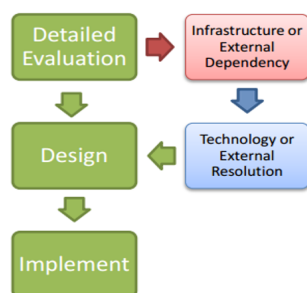 Detailed
Evaluation
Infrastructure or
External
Dependency
Design
Technology or
External
Resolution
Implement